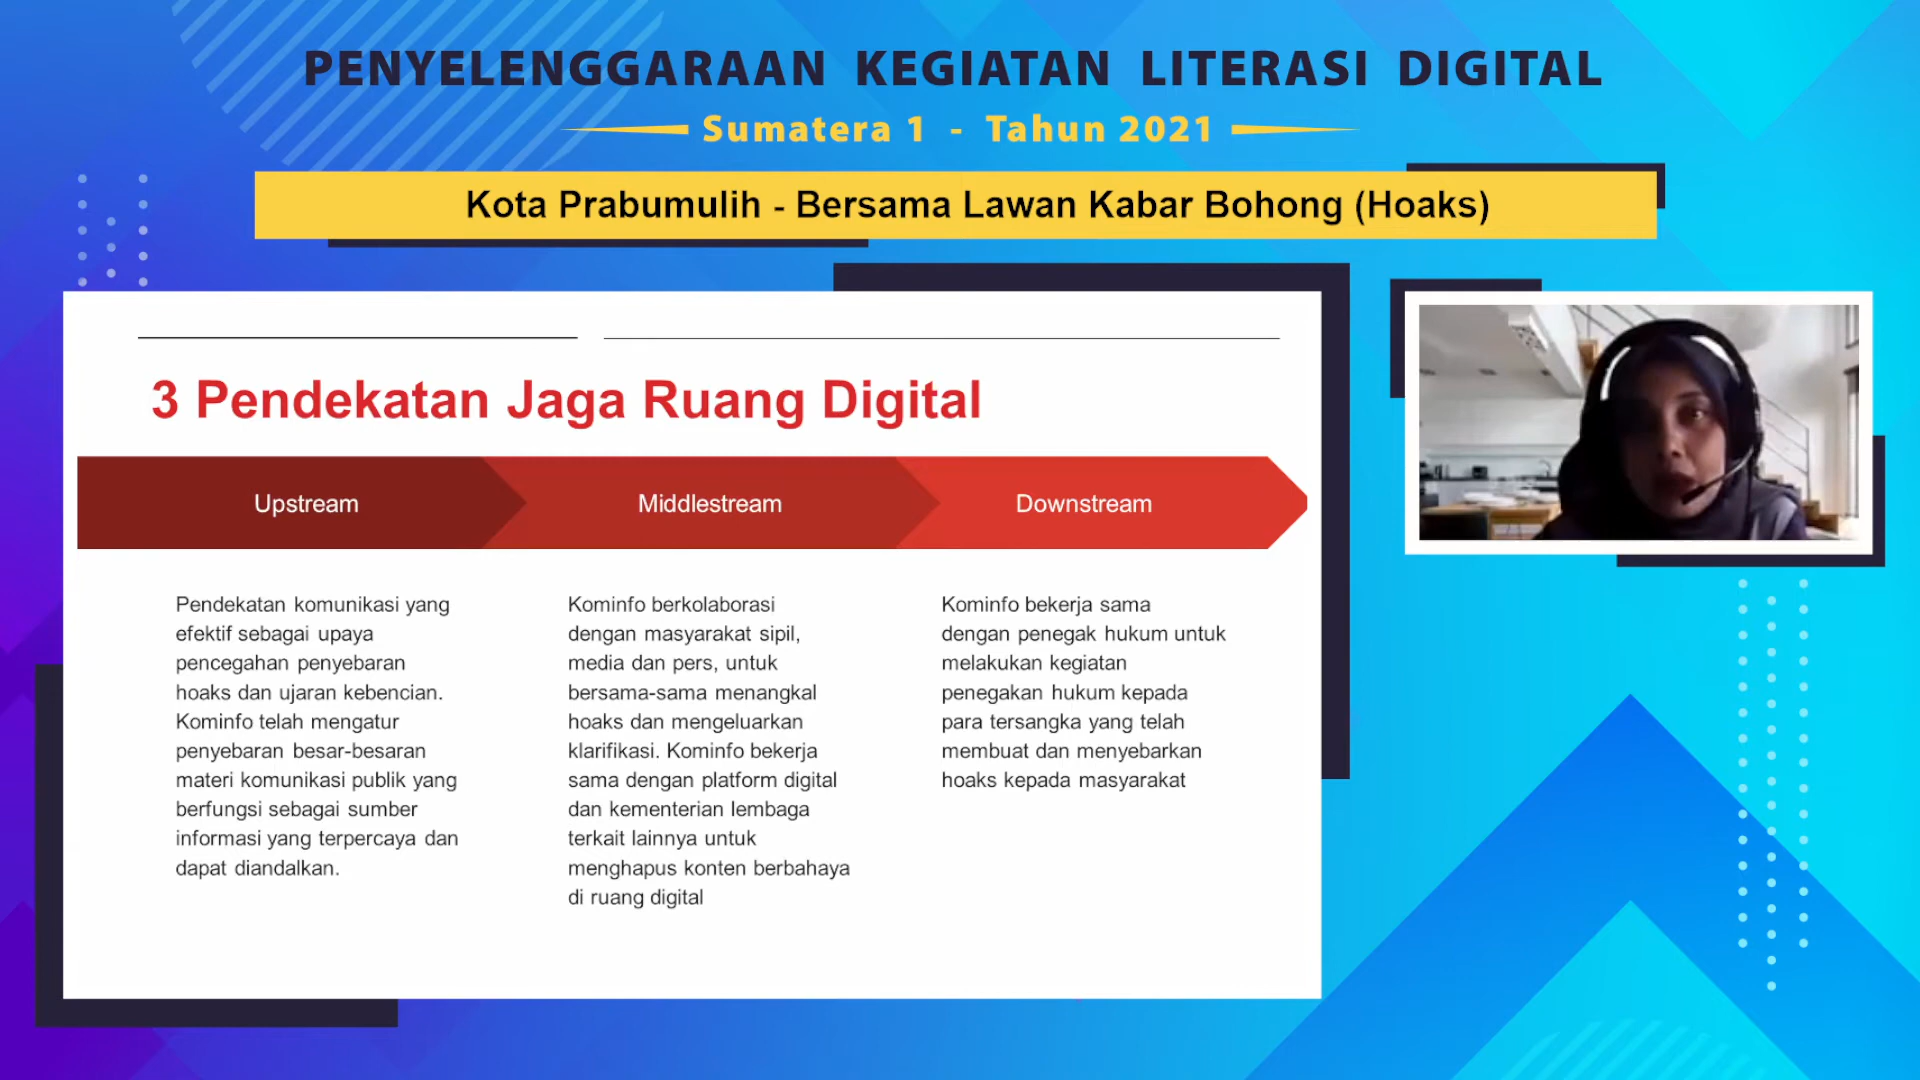 PENYELENGGARAAN KEGIATAN LITERASI DIGITAL
Sumatera 1 - Tahun 2021
Kota Prabumulih - Bersama Lawan Kabar Bohong (Hoaks)
3 Pendekatan Jaga Ruang Digital
Upstream
Pendekatan komunikasi yang
efektif sebagai upaya
pencegahan penyebaran
hoaks dan ujaran kebencian.
Kominfo telah mengatur
penyebaran besar-besaran
materi komunikasi publik yang
berfungsi sebagai sumber
informasi yang terpercaya dan
dapat diandalkan.
Middlestream
Kominfo berkolaborasi
dengan masyarakat sipil,
media dan pers, untuk
bersama-sama menangkal
hoaks dan mengeluarkan
klarifikasi. Kominfo bekerja
sama dengan platform digital
dan kementerian lembaga
terkait lainnya untuk
menghapus konten berbahaya
di ruang digital
Downstream
Kominfo bekerja sama
dengan penegak hukum untuk
melakukan kegiatan
penegakan hukum kepada
para tersangka yang telah
membuat dan menyebarkan
hoaks kepada masyarakat